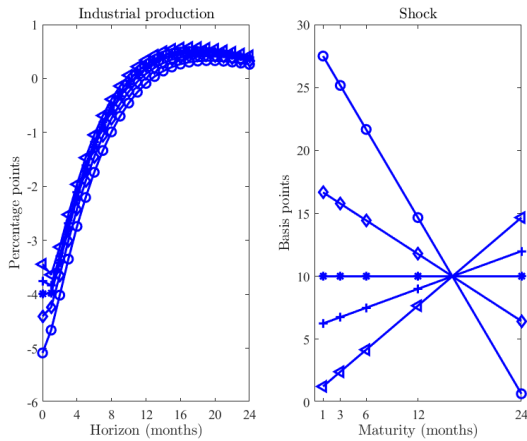 Industrial production
1
0
-1
-2
-3
-4
-5
-6
Percentage points
0 4 8 12 16 20 24
Horizon (months)
Shock
30
25
20
15
10
5
0
Basis points
1 3 6 12 24
Maturity (months)